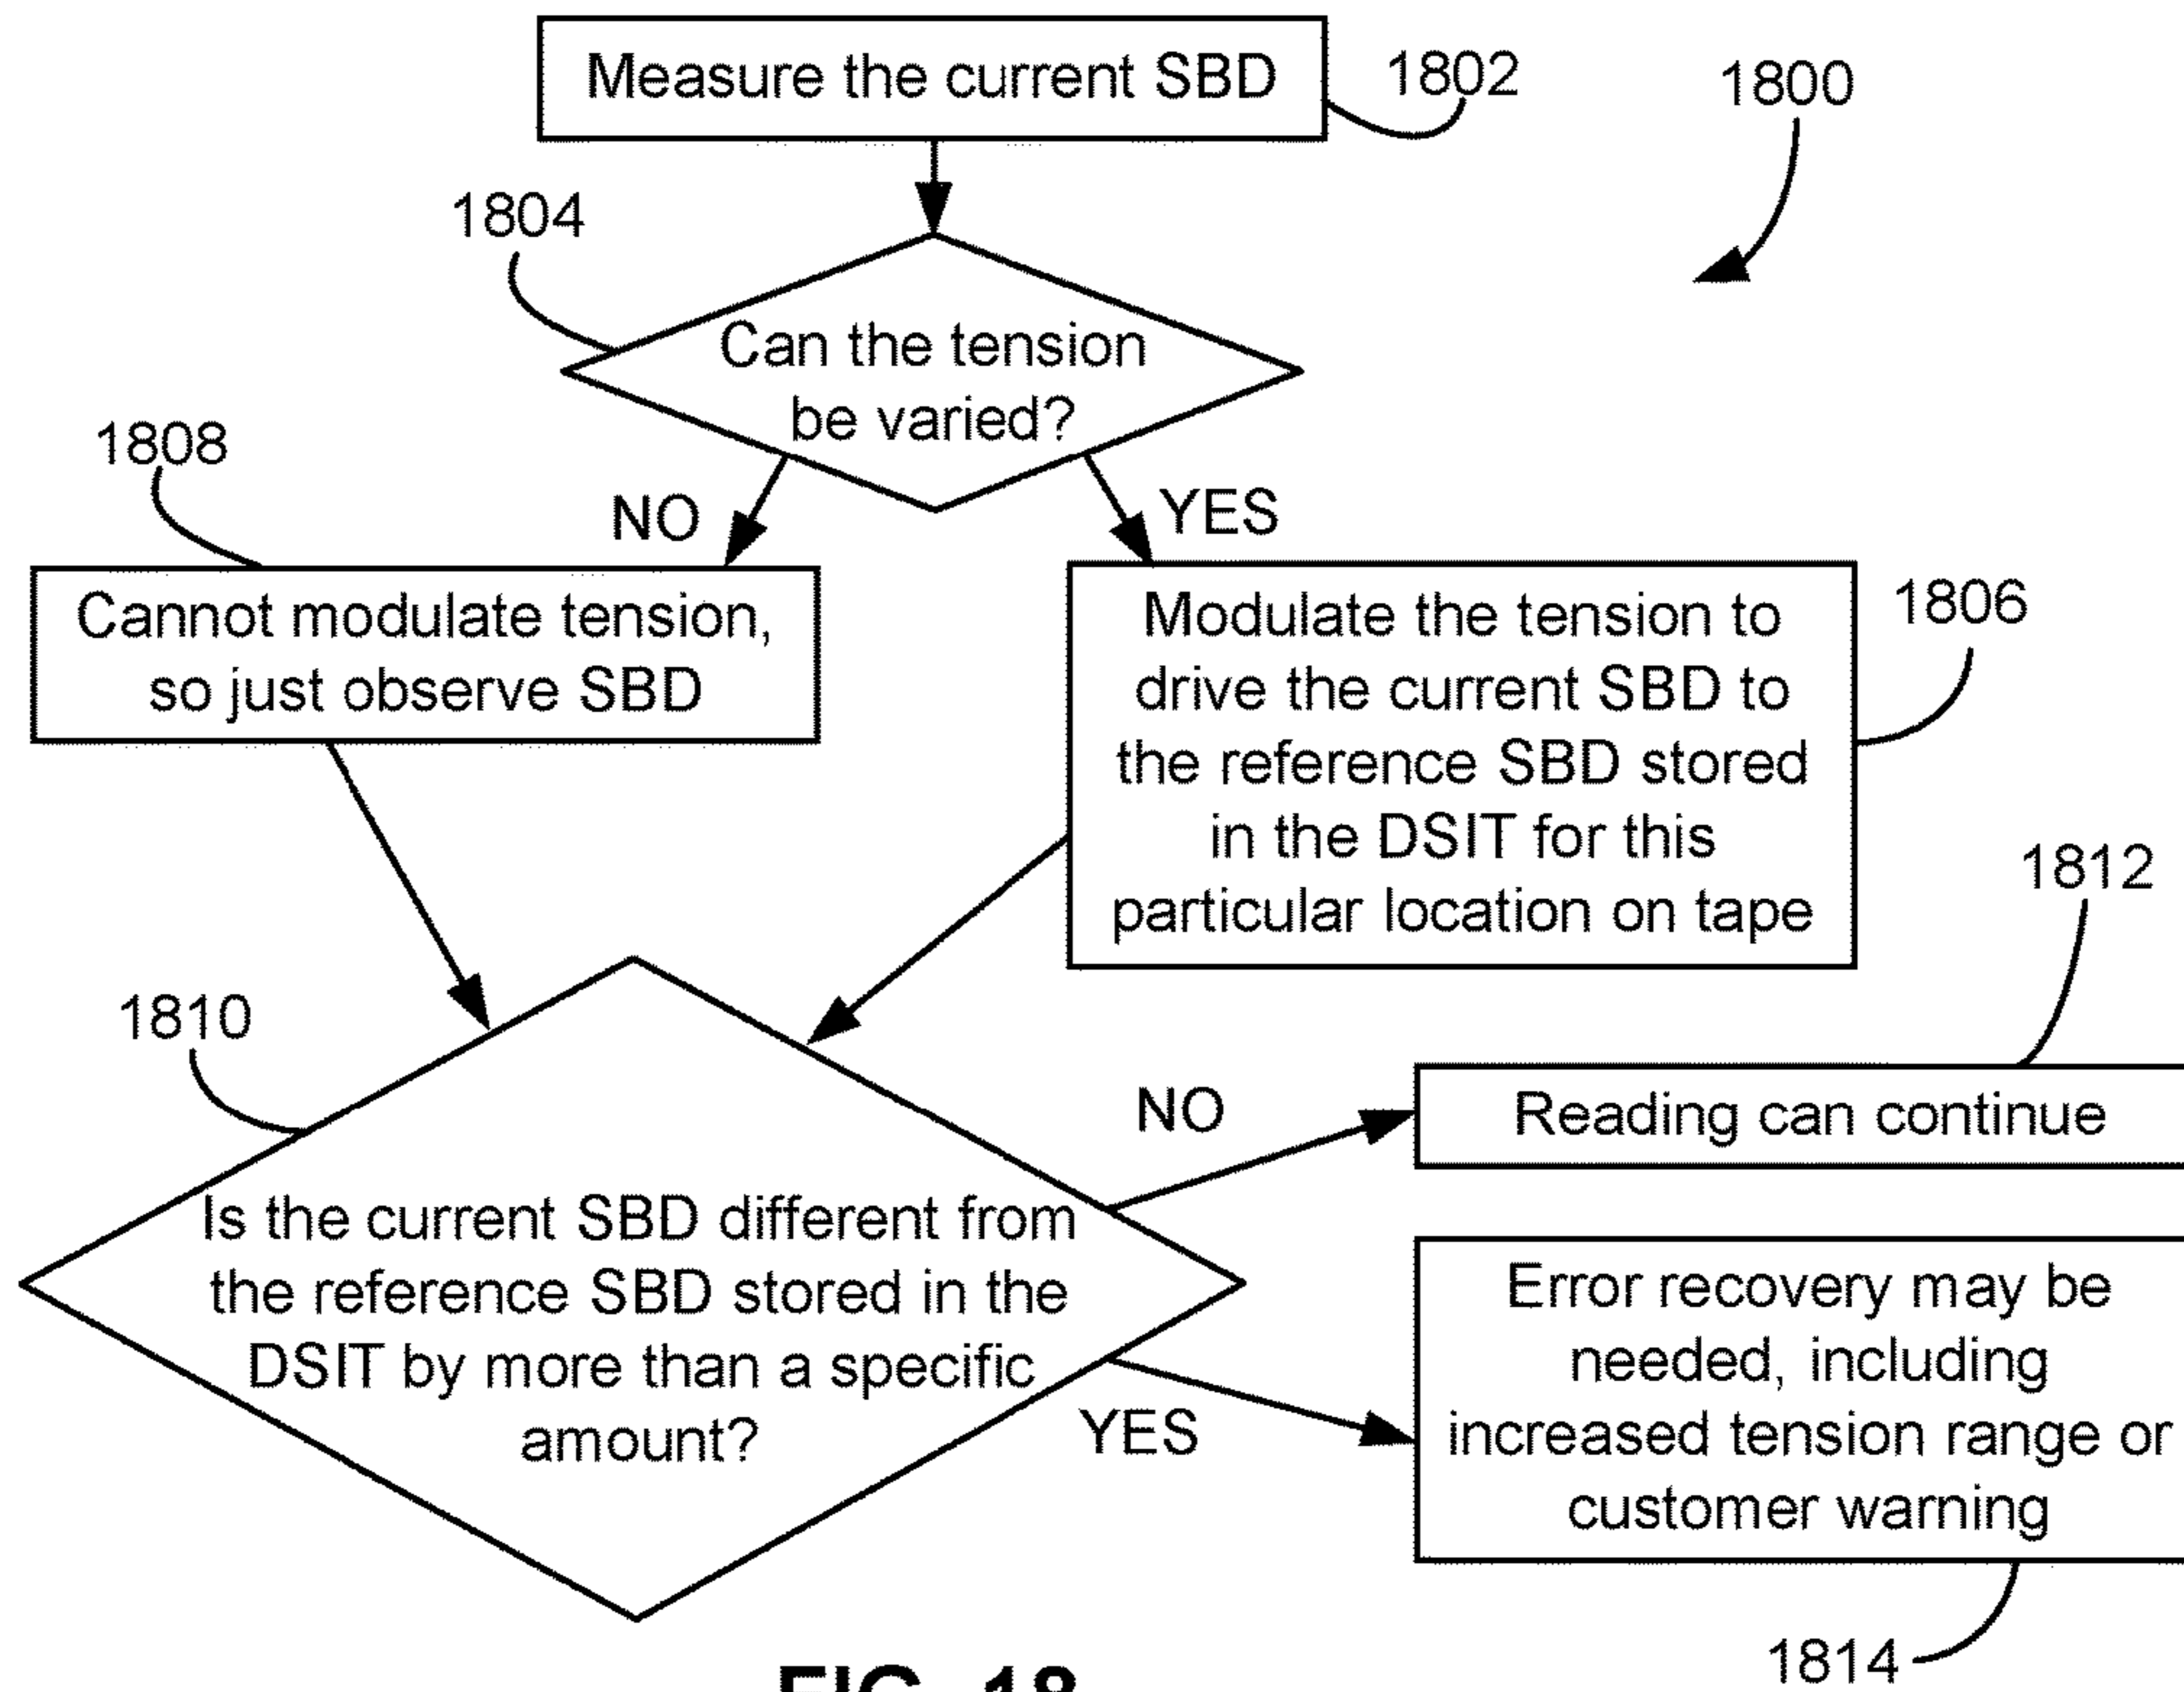 Measure the current SBD
1802
1800
1804
Can the tension
be varied?
1808
NO
YES
Cannot modulate tension,
so just observe SBD
Modulate the tension to
drive the current SBD to
the reference SBD stored
in the DSIT for this
particular location on tape
1806
1812
1810
NO
Reading can continue
Is the current SBD different from
the reference SBD stored in the
DSIT by more than a specific
amount?
YES
Error recovery may be
needed, including
increased tension range or
customer warning
1814
FIG. 18